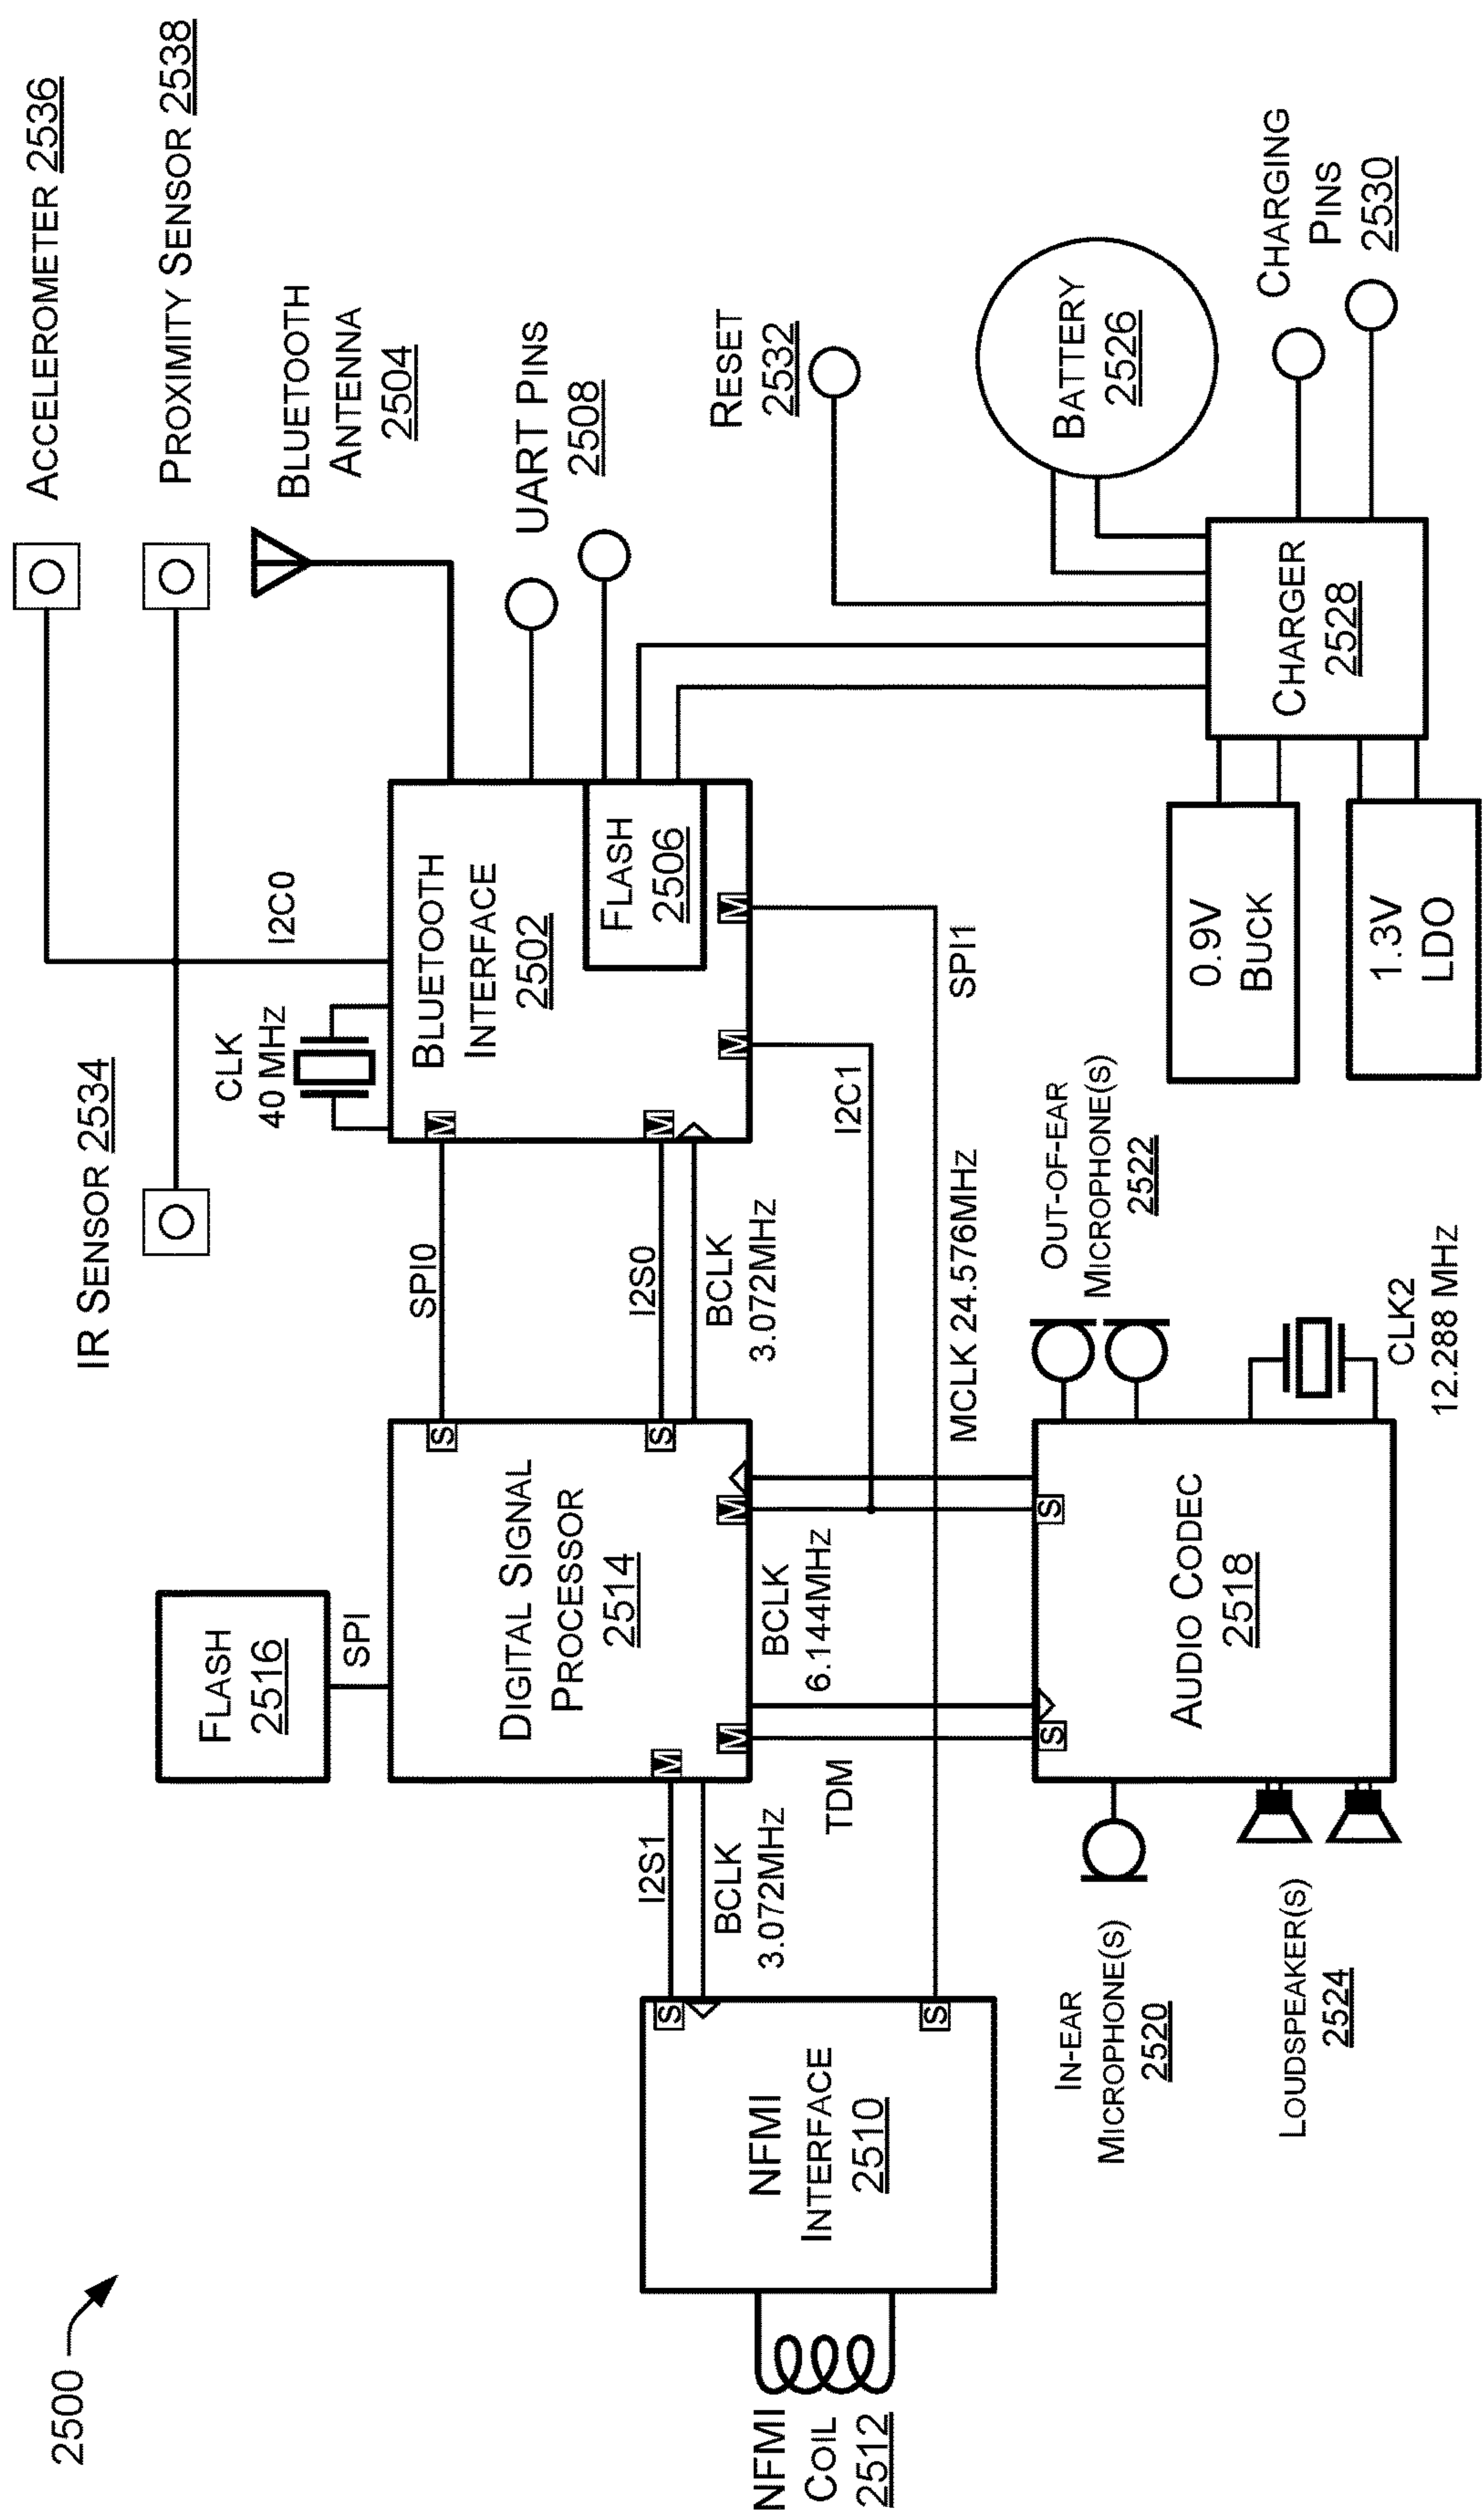 2500
IR SENSOR 2534
ACCELEROMETER 2536
PROXIMITY SENSOR 2538
I2C0
CLK
40 MHZ
BLUETOOTH
ANTENNA
2504
FLASH
2516
SPI
DIGITAL SIGNAL
PROCESSOR
2514
S
S
M
M
M
SPI0
I2S0
BCLK
3.072MHZ
BLUETOOTH
INTERFACE
2502
M
M
M
M
FLASH
2506
UART PINS
2508
I2S1
BCLK
3.072MHZ
NFMI
COIL
2512
NFMI
INTERFACE
2510
S
S
TDM
BCLK
6.144MHZ
I2C1
MCLK 24.576MHZ
SPI1
RESET
2532
BATTERY
2526
IN-EAR
MICROPHONE(S)
2520
LOUDSPEAKER(S)
2524
S
S
AUDIO CODEC
2518
OUT-OF-EAR
MICROPHONE(S)
2522
CLK2
12.288 MHZ
0.9V
BUCK
1.3V
LDO
CHARGER
2528
CHARGING
PINS
2530